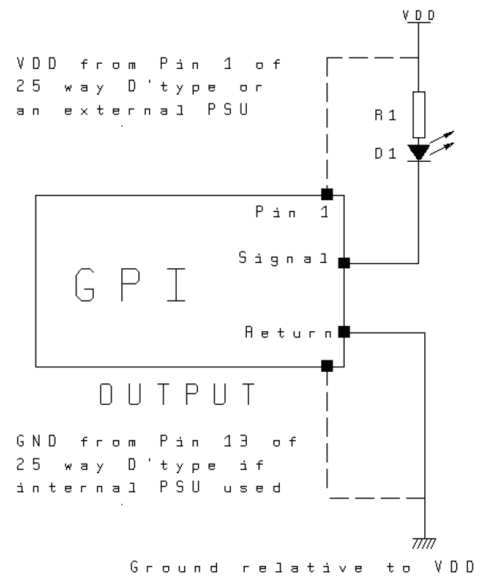 VDD
VDD from Pin 1 of
25 way D'type or
an external PSU
R1
D1
Pin 1
Signal
GPI
Return
OUTPUT
GND from Pin 13 of
25 way D'type if
internal PSU used
Ground relative to VDD